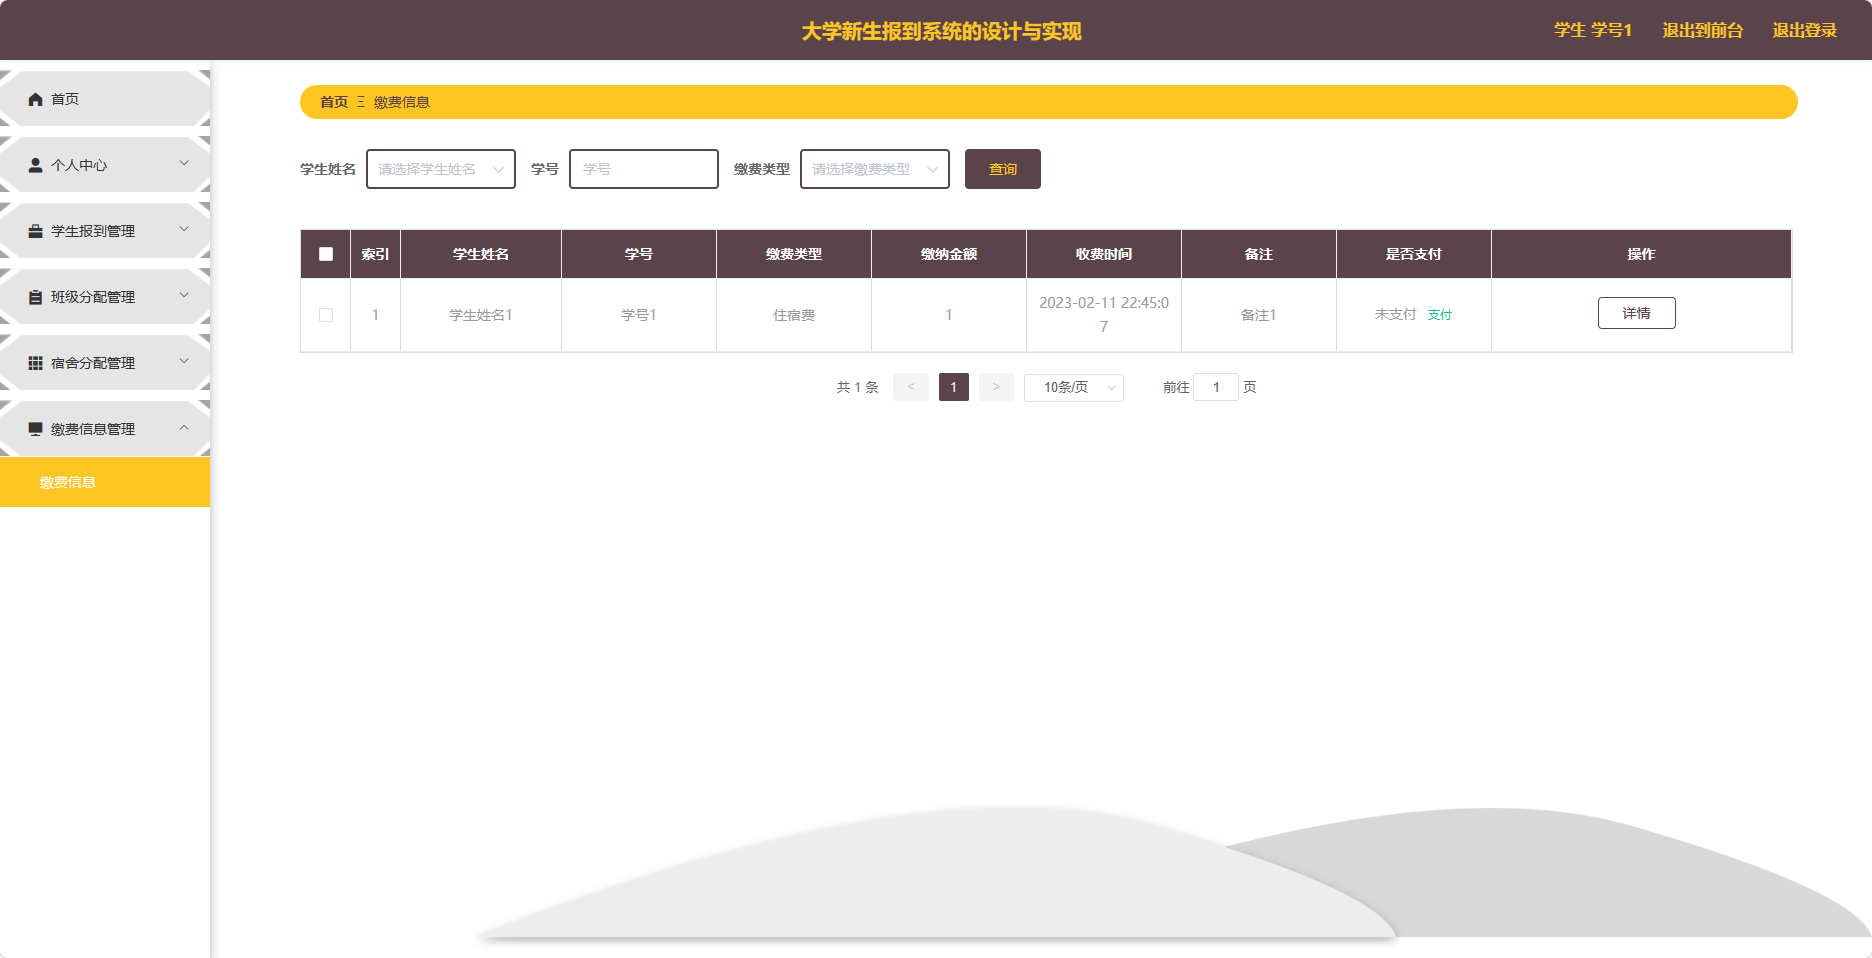 大学新生报到系统的设计与实现
学生 学号1 退出到前台 退出登录
首页
个人中心
学生报到管理
班级分配管理
宿舍分配管理
缴费信息管理
缴费信息
首页 Ξ 缴费信息
学生姓名 请选择学生姓名 学号 学号 缴费类型 请选择缴费类型 查询
索引 学生姓名 学号 缴费类型 缴纳金额 收费时间 备注 是否支付 操作
1 学生姓名1 学号1 住宿费 1 2023-02-11 22:45:0
7 备注1 未支付 支付 详情
共 1 条 < 1 > 10条/页 前往 1 页